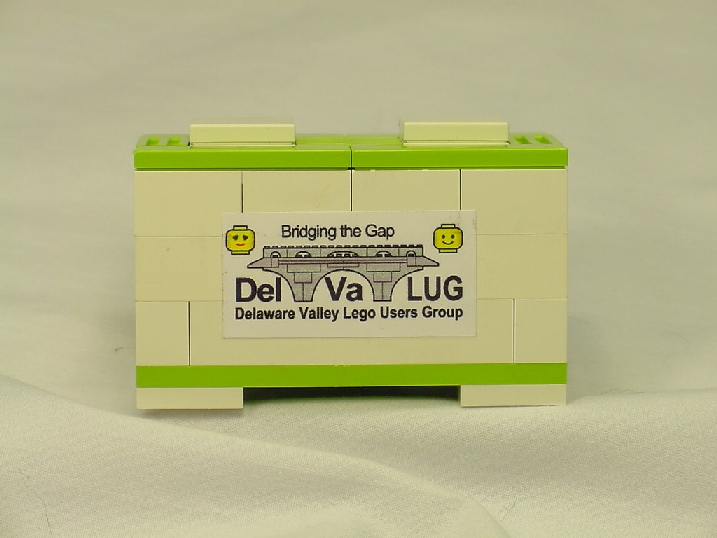 Bridging the Gap
Del Va LUG
Delaware Valley Lego Users Group